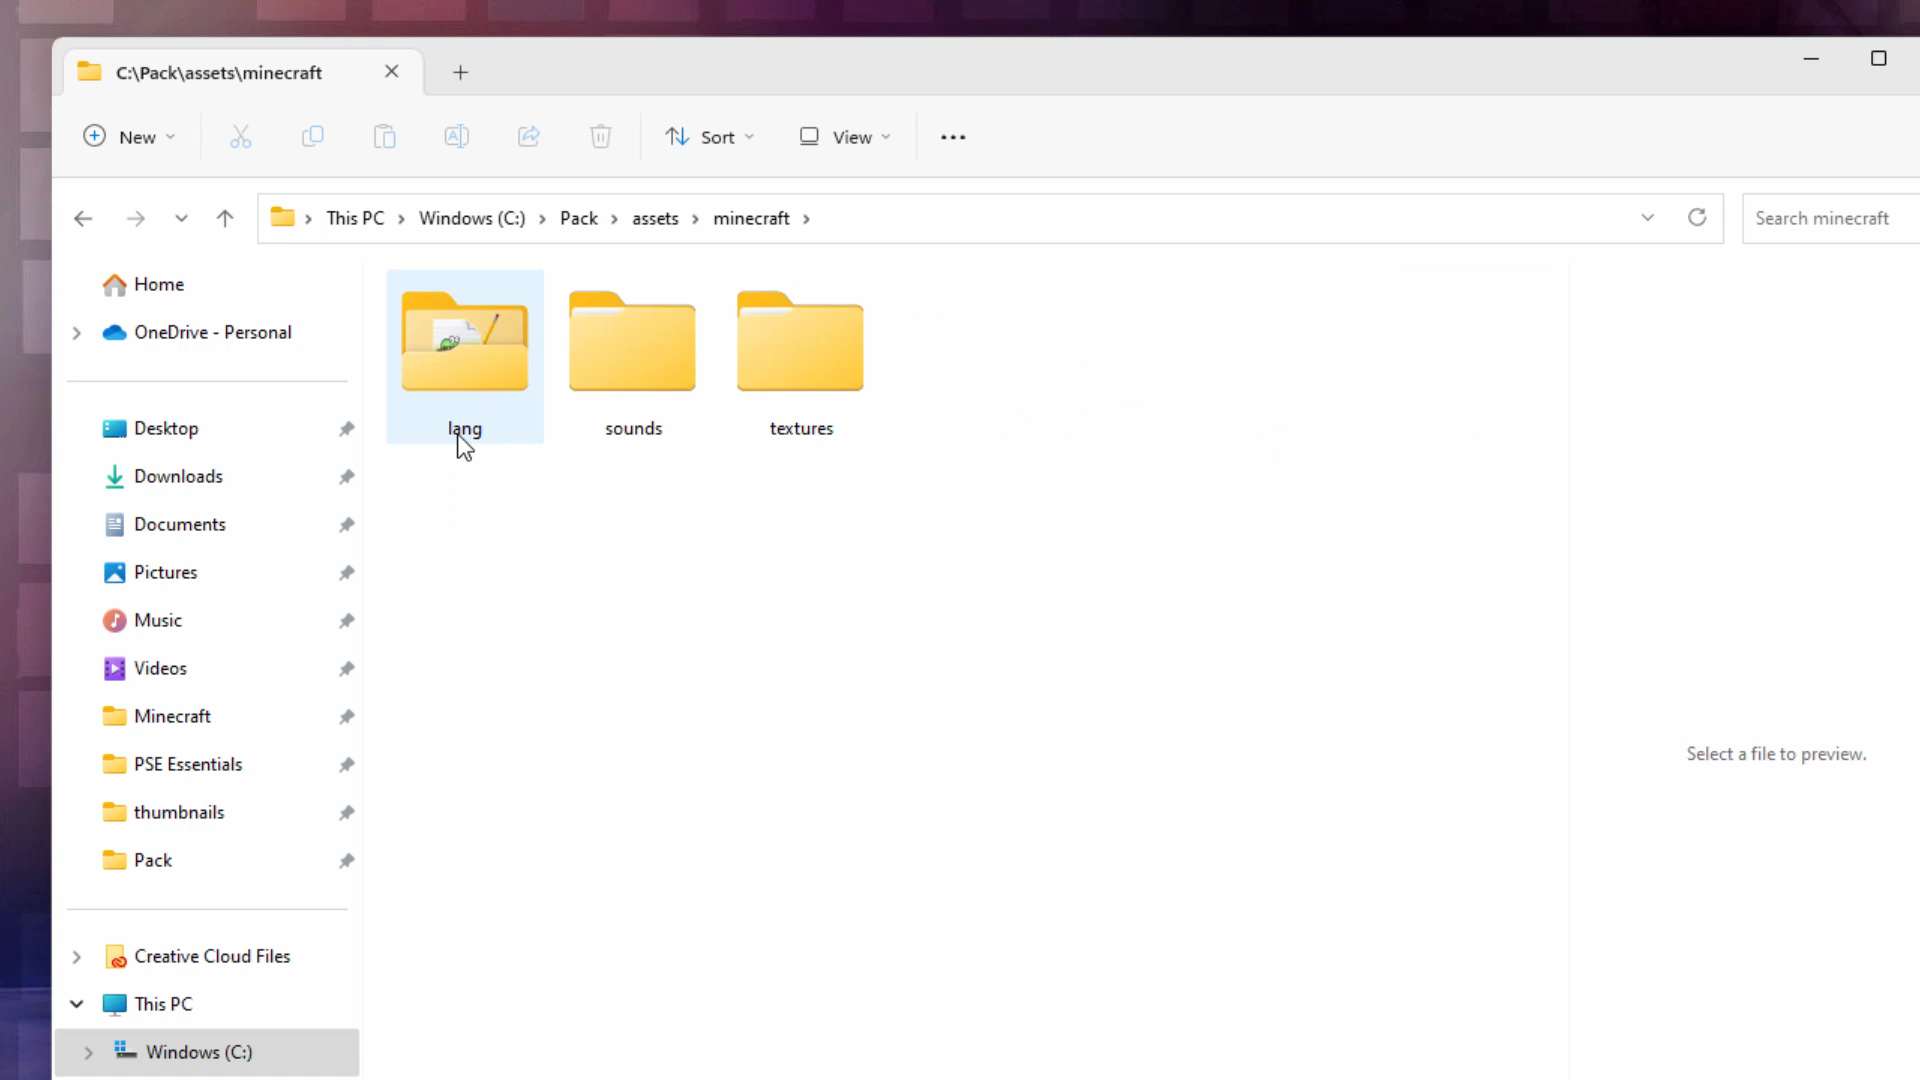 C:\Pack\assets\minecraft
New
Sort
View
This PC
Windows (C:)
Pack
assets
minecraft
Search minecraft
Home
OneDrive - Personal
lang
sounds
textures
Desktop
Downloads
Documents
Pictures
Music
Videos
Minecraft
PSE Essentials
thumbnails
Pack
Select a file to preview.
Creative Cloud Files
This PC
Windows (C:)